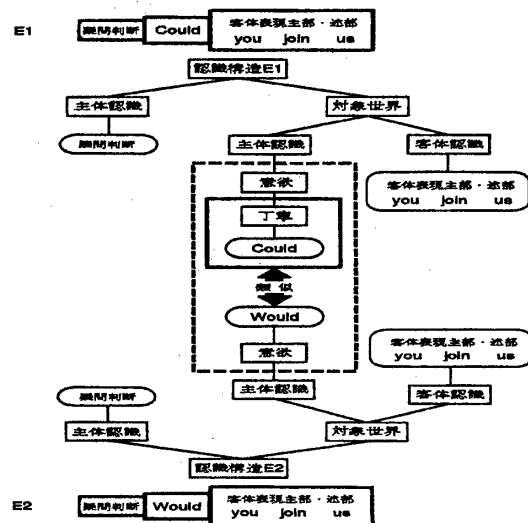 E1
疑問判断 Could 客体表現主部・述部
you join us
認識構造E1
主体認識 対象世界
疑問判断
主体認識 客体認識
意欲
客体表現主部・述部
you join us
丁寧
Could
類似
Would
客体表現主部・述部
you join us
意欲
疑問判断
主体認識 客体認識
主体認識 対象世界
認識構造E2
E2
疑問判断 Would 客体表現主部・述部
you join us